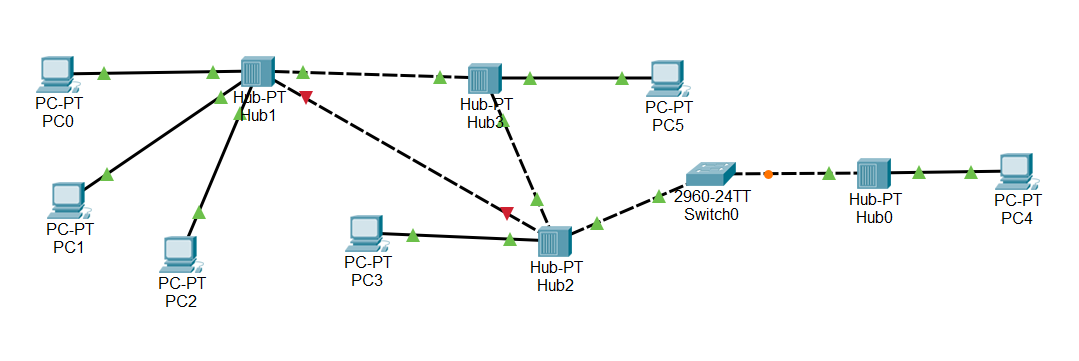 PC-PT
PC0
Hub-PT
Hub1
Hub-PT
Hub3
PC-PT
PC5
PC-PT
PC1
PC-PT
PC2
PC-PT
PC3
Hub-PT
Hub2
2960-24TT
Switch0
Hub-PT
Hub0
PC-PT
PC4